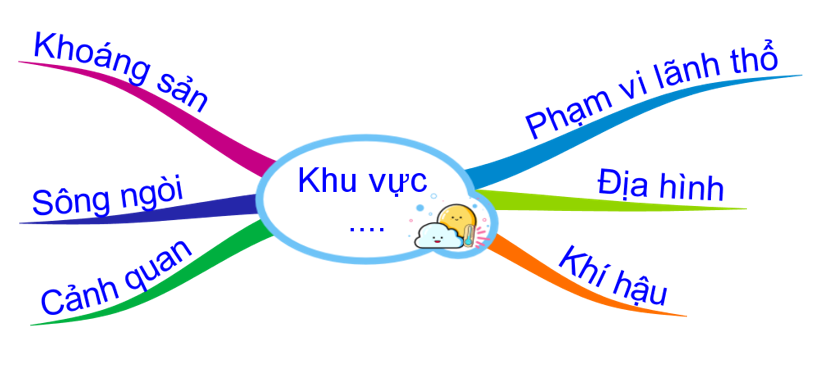 Khoáng sản
Phạm vi lãnh thổ
Khu vực
....
Sông ngòi
Địa hình
Cảnh quan
Khí hậu